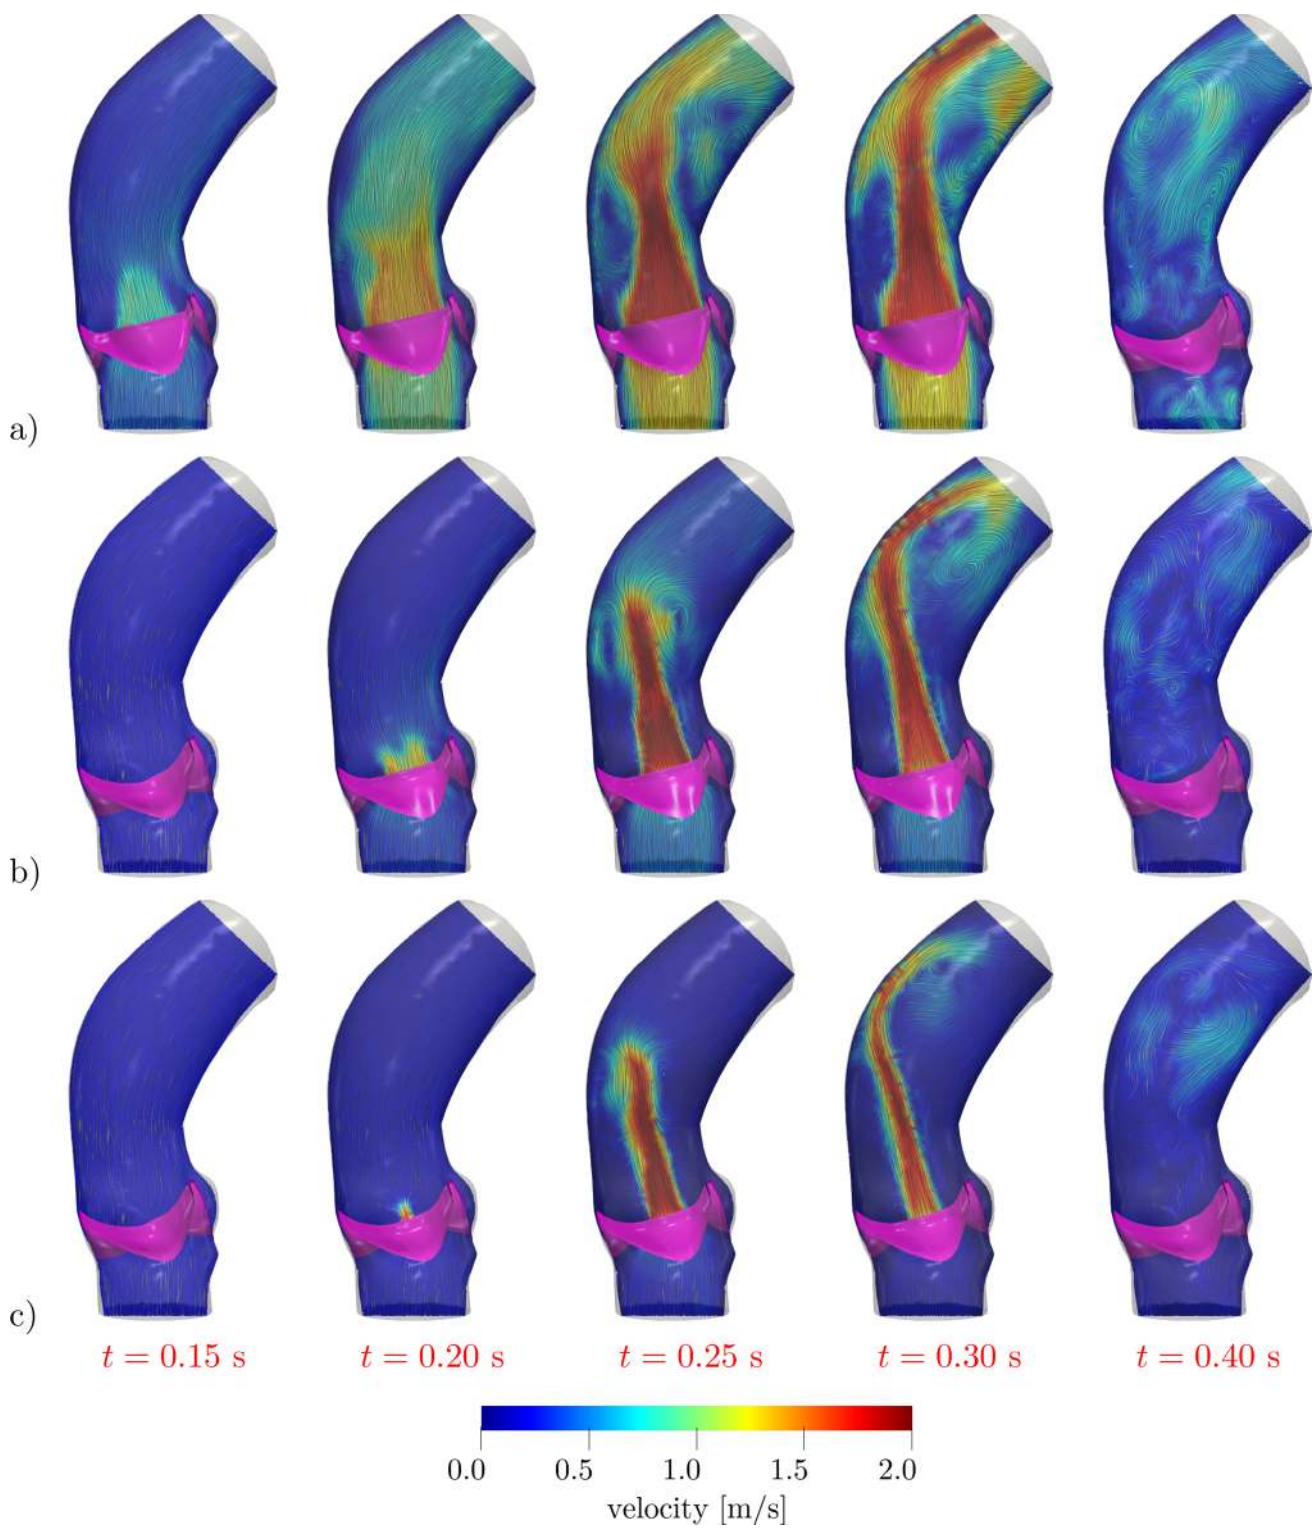 a)
b)
c)
t = 0.15 s t = 0.20 s t = 0.25 s t = 0.30 s t = 0.40 s
0.0 0.5 1.0 1.5 2.0
velocity [m/s]